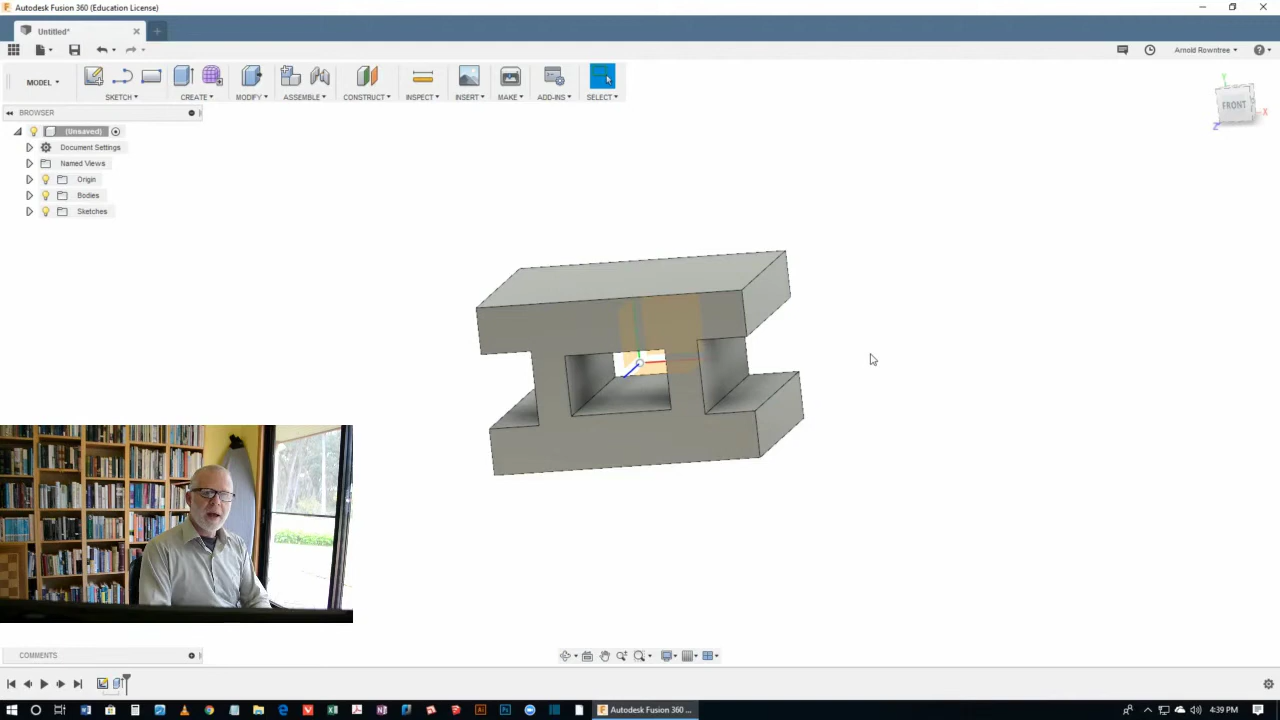 Autodesk Fusion 360 (Education License)
Untitled*
Arnold Rowntree
MODEL
SKETCH
CREATE
MODIFY
ASSEMBLE
CONSTRUCT
INSPECT
INSERT
MAKE
ADD-INS
SELECT
FRONT
Y
X
Z
BROWSER
(Unsaved)
Document Settings
Named Views
Origin
Bodies
Sketches
COMMENTS
Autodesk Fusion 360 ...
4:39 PM